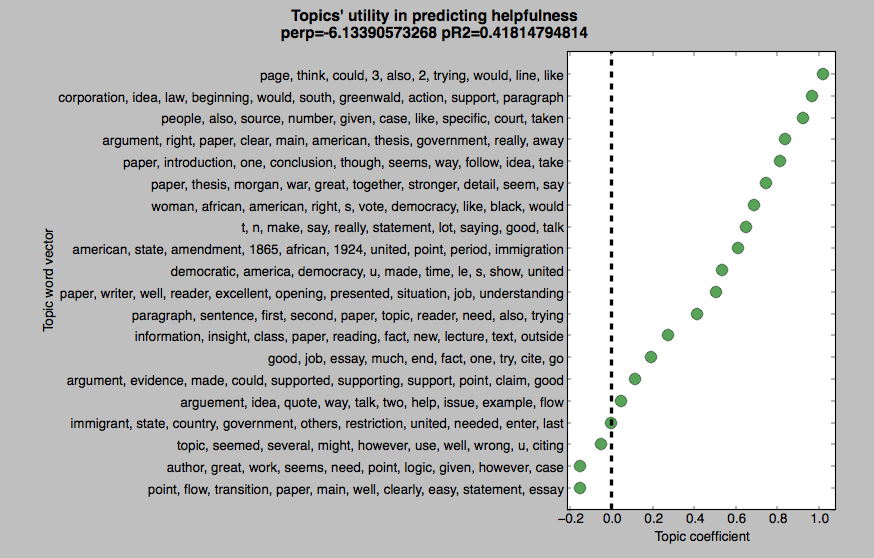 Topics' utility in predicting helpfulness
perp=-6.13390573268 pR2=0.41814794814
page, think, could, 3, also, 2, trying, would, line, like
corporation, idea, law, beginning, would, south, greenwald, action, support, paragraph
people, also, source, number, given, case, like, specific, court, taken
argument, right, paper, clear, main, american, thesis, government, really, away
paper, introduction, one, conclusion, though, seems, way, follow, idea, take
paper, thesis, morgan, war, great, together, stronger, detail, seem, say
woman, african, american, right, s, vote, democracy, like, black, would
t, n, make, say, really, statement, lot, saying, good, talk
american, state, amendment, 1865, african, 1924, united, point, period, immigration
democratic, america, democracy, u, made, time, le, s, show, united
paper, writer, well, reader, excellent, opening, presented, situation, job, understanding
paragraph, sentence, first, second, paper, topic, reader, need, also, trying
information, insight, class, paper, reading, fact, new, lecture, text, outside
good, job, essay, much, end, fact, one, try, cite, go
argument, evidence, made, could, supported, supporting, support, point, claim, good
arguement, idea, quote, way, talk, two, help, issue, example, flow
immigrant, state, country, government, others, restriction, united, needed, enter, last
topic, seemed, several, might, however, use, well, wrong, u, citing
author, great, work, seems, need, point, logic, given, however, case
point, flow, transition, paper, main, well, clearly, easy, statement, essay
Topic word vector
−0.2 0.0 0.2 0.4 0.6 0.8 1.0
Topic coefficient